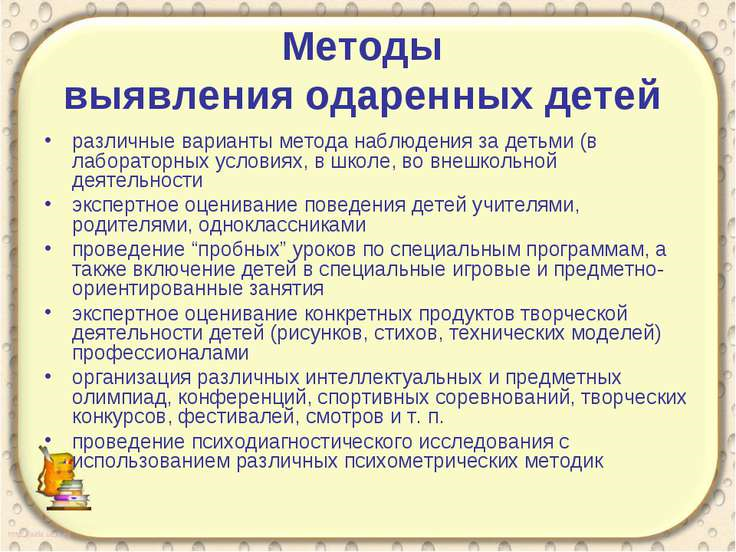 Методы
выявления одаренных детей
• различные варианты метода наблюдения за детьми (в
лабораторных условиях, в школе, во внешкольной
деятельности
• экспертное оценивание поведения детей учителями,
родителями, одноклассниками
• проведение “пробных” уроков по специальным программам, а
также включение детей в специальные игровые и предметно-
ориентированные занятия
• экспертное оценивание конкретных продуктов творческой
деятельности детей (рисунков, стихов, технических моделей)
профессионалами
• организация различных интеллектуальных и предметных
олимпиад, конференций, спортивных соревнований, творческих
конкурсов, фестивалей, смотров и т. п.
• проведение психодиагностического исследования с
использованием различных психометрических методик